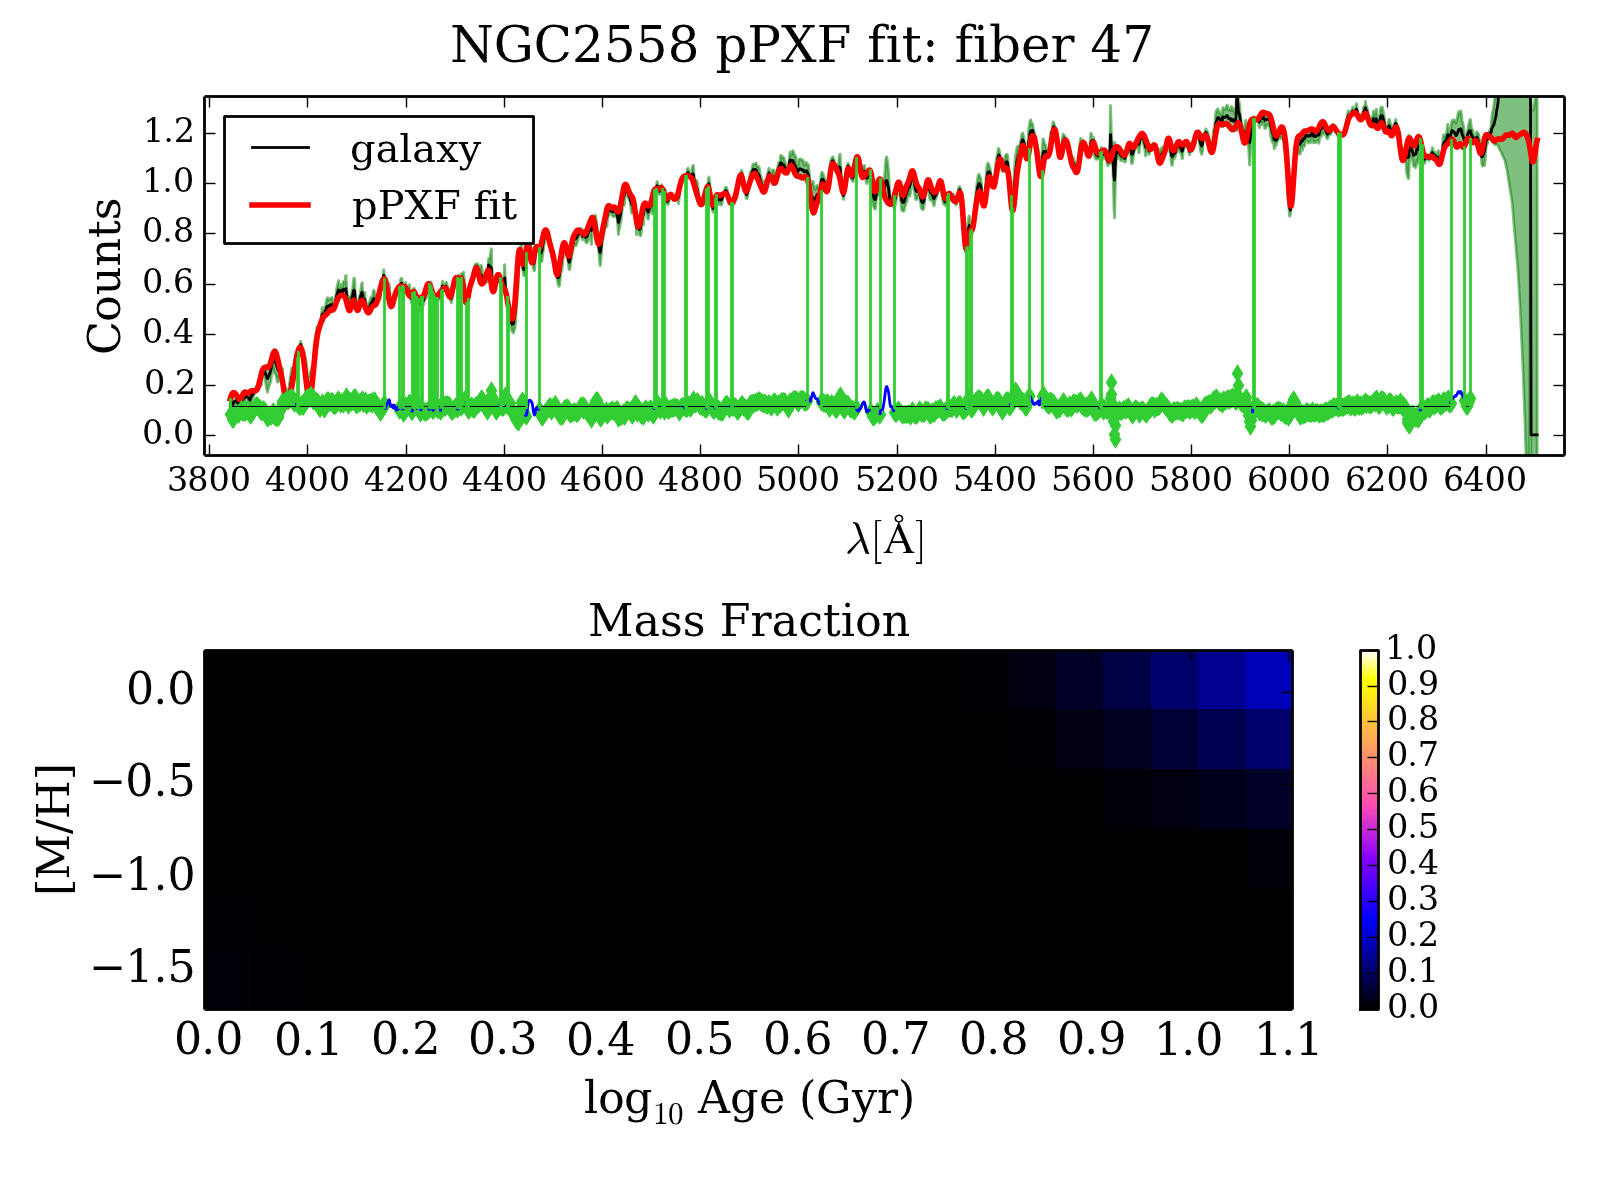 NGC2558 pPXF fit: fiber 47
galaxy
pPXF fit
Counts
1.2
1.0
0.8
0.6
0.4
0.2
0.0
3800 4000 4200 4400 4600 4800 5000 5200 5400 5600 5800 6000 6200 6400
λ[Å]
Mass Fraction
[M/H]
0.0
−0.5
−1.0
−1.5
0.0 0.1 0.2 0.3 0.4 0.5 0.6 0.7 0.8 0.9 1.0 1.1
log₁₀ Age (Gyr)
1.0
0.9
0.8
0.7
0.6
0.5
0.4
0.3
0.2
0.1
0.0